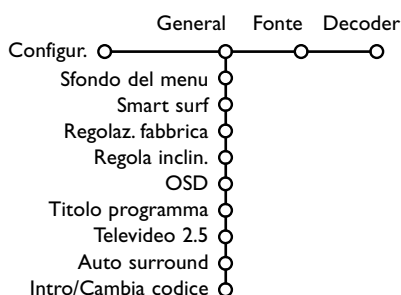 General Fonte Decoder
Configur.
Sfondo del menu
Smart surf
Regolaz. fabbrica
Regola inclin.
OSD
Titolo programma
Televideo 2.5
Auto surround
Intro/Cambia codice